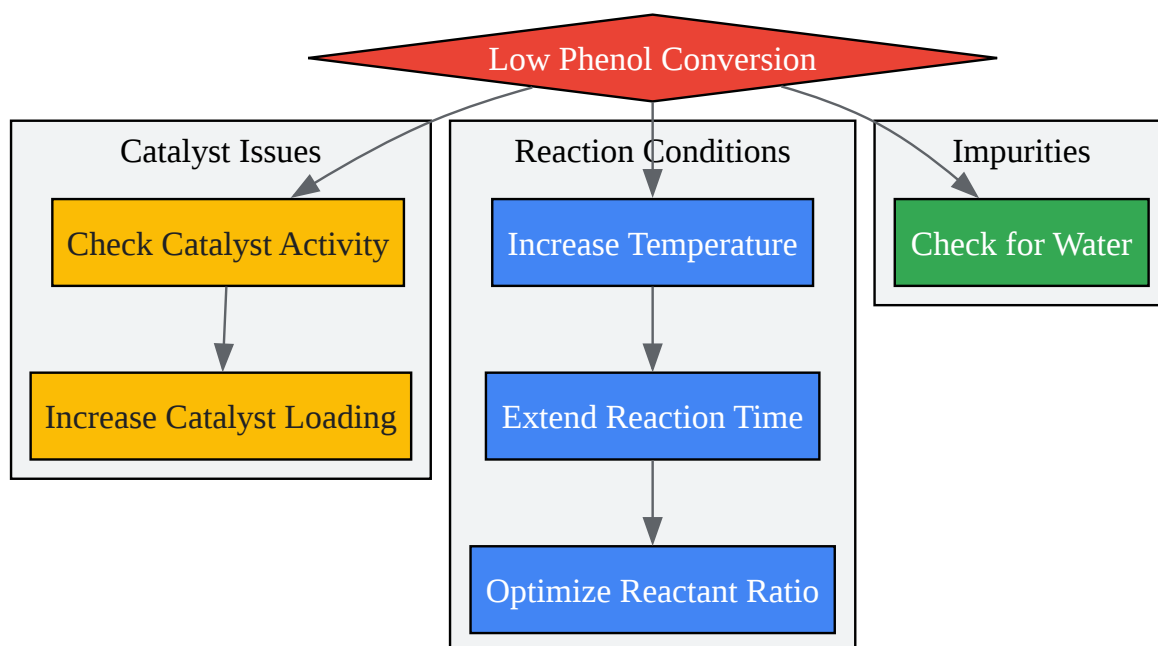 Low Phenol Conversion
Catalyst Issues
Check Catalyst Activity
Increase Catalyst Loading
Reaction Conditions
Increase Temperature
Extend Reaction Time
Optimize Reactant Ratio
Impurities
Check for Water